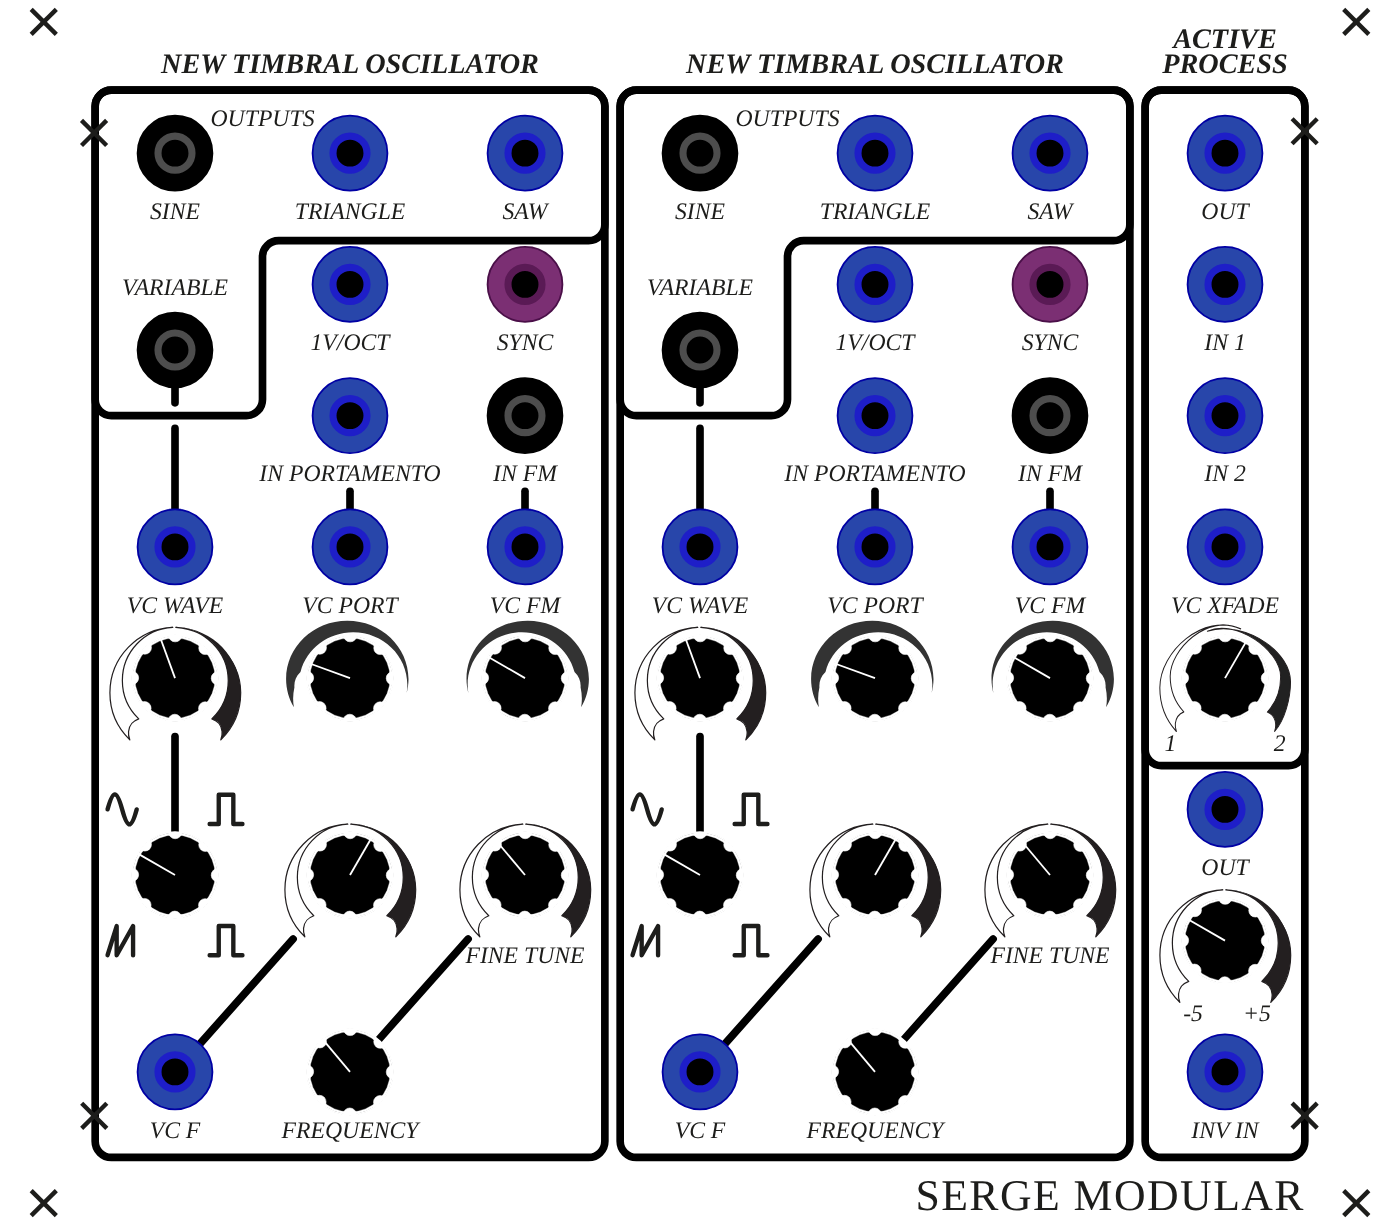 NEW TIMBRAL OSCILLATOR
OUTPUTS
SINE
TRIANGLE
SAW
VARIABLE
1V/OCT
SYNC
IN PORTAMENTO
IN FM
VC WAVE
VC PORT
VC FM
FINE TUNE
VC F
FREQUENCY
NEW TIMBRAL OSCILLATOR
OUTPUTS
SINE
TRIANGLE
SAW
VARIABLE
1V/OCT
SYNC
IN PORTAMENTO
IN FM
VC WAVE
VC PORT
VC FM
FINE TUNE
VC F
FREQUENCY
ACTIVE
PROCESS
OUT
IN 1
IN 2
VC XFADE
1 2
OUT
-5 +5
INV IN
SERGE MODULAR